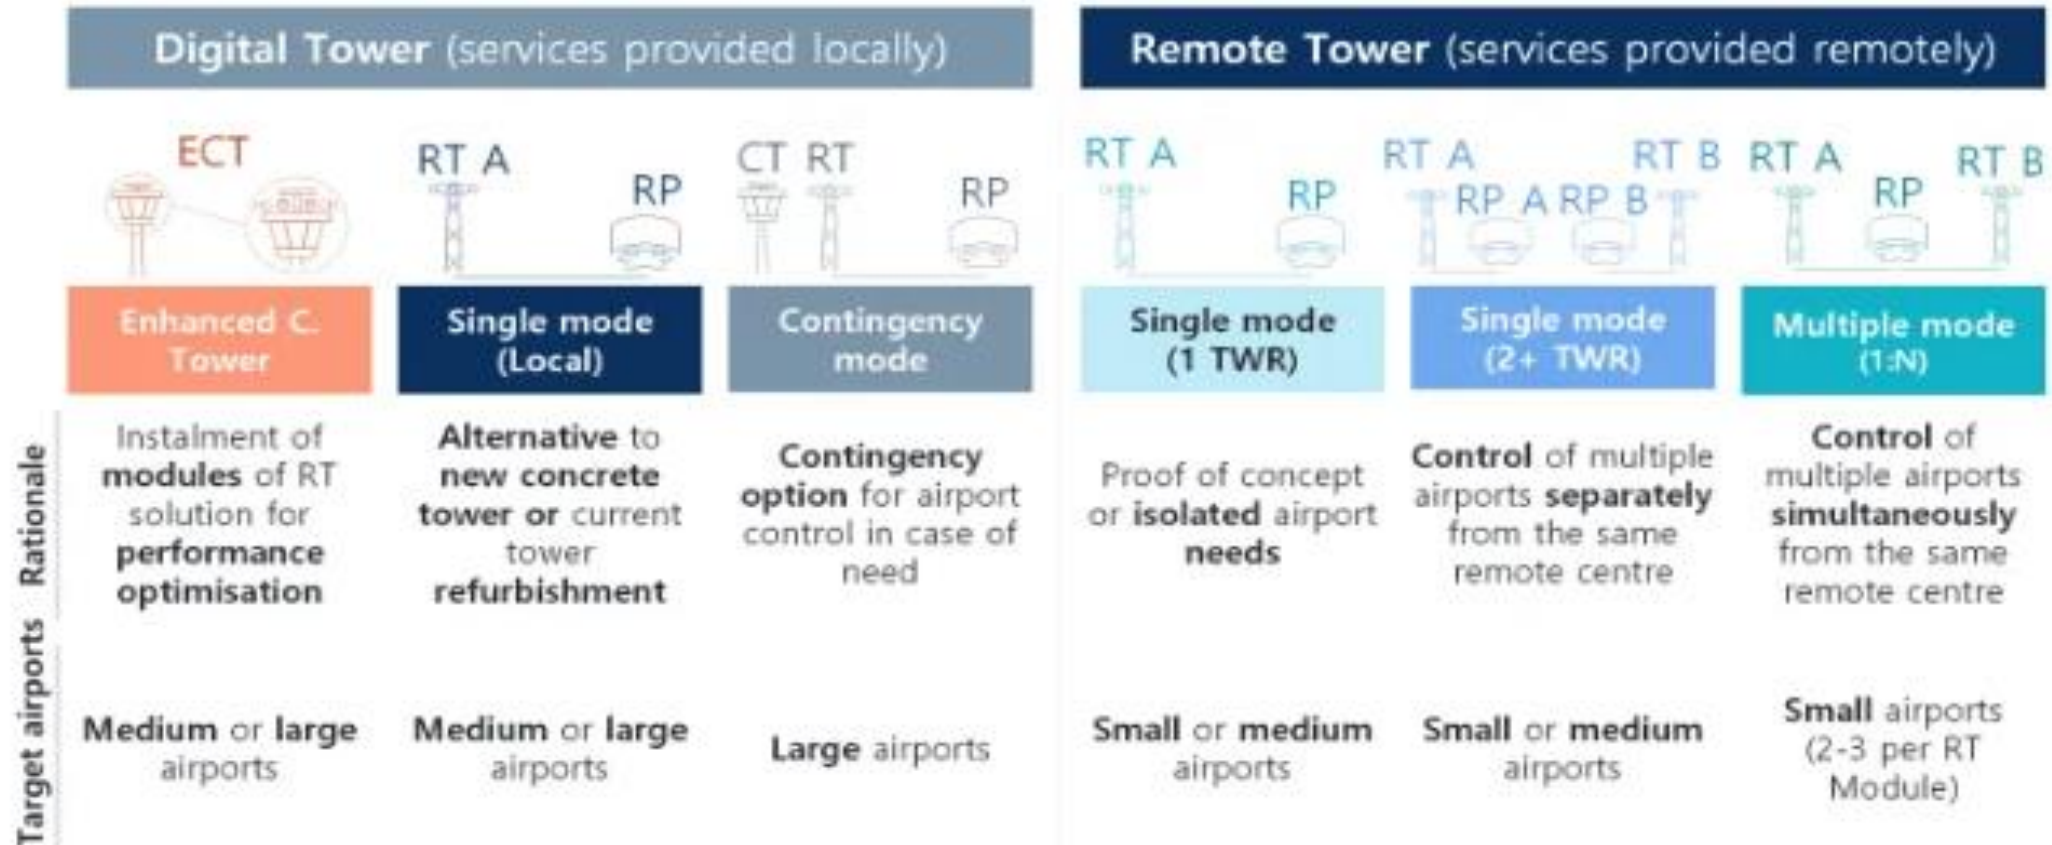 Digital Tower (services provided locally)
Remote Tower (services provided remotely)
ECT
RT A
RP
CT RT
RP
RT A
RP
RT A
RP A
RP B
RT B
RT A
RP
RT B
Enhanced C.
Tower
Single mode
(Local)
Contingency
mode
Single mode
(1 TWR)
Single mode
(2+ TWR)
Multiple mode
(1:N)
Rationale
Instalment of
modules of RT
solution for
performance
optimisation
Alternative to
new concrete
tower or current
tower
refurbishment
Contingency
option for airport
control in case of
need
Proof of concept
or isolated airport
needs
Control of multiple
airports separately
from the same
remote centre
Control of
multiple airports
simultaneously
from the same
remote centre
Target airports
Medium or large
airports
Medium or large
airports
Large airports
Small or medium
airports
Small or medium
airports
Small airports
(2-3 per RT
Module)